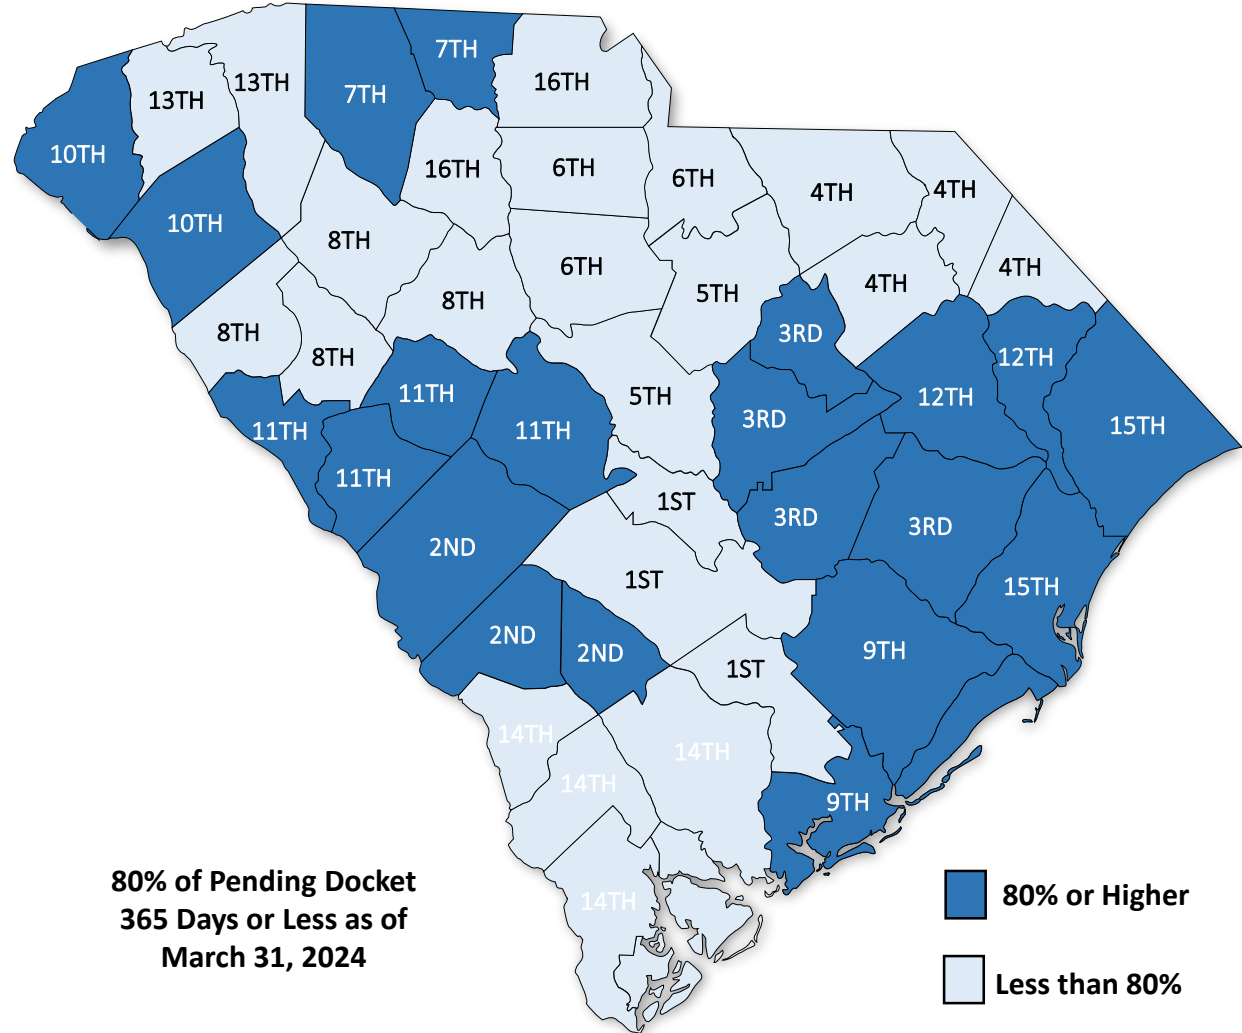 7TH
7TH
16TH
13TH
13TH
10TH
16TH
6TH
6TH
4TH
4TH
10TH
8TH
6TH
5TH
4TH
4TH
8TH
8TH
8TH
3RD
12TH
11TH
5TH
12TH
3RD
15TH
11TH
11TH
11TH
1ST
3RD
3RD
2ND
1ST
15TH
2ND
2ND
1ST
9TH
14TH
14TH
14TH
9TH
14TH
80% of Pending Docket
365 Days or Less as of
March 31, 2024
80% or Higher
Less than 80%